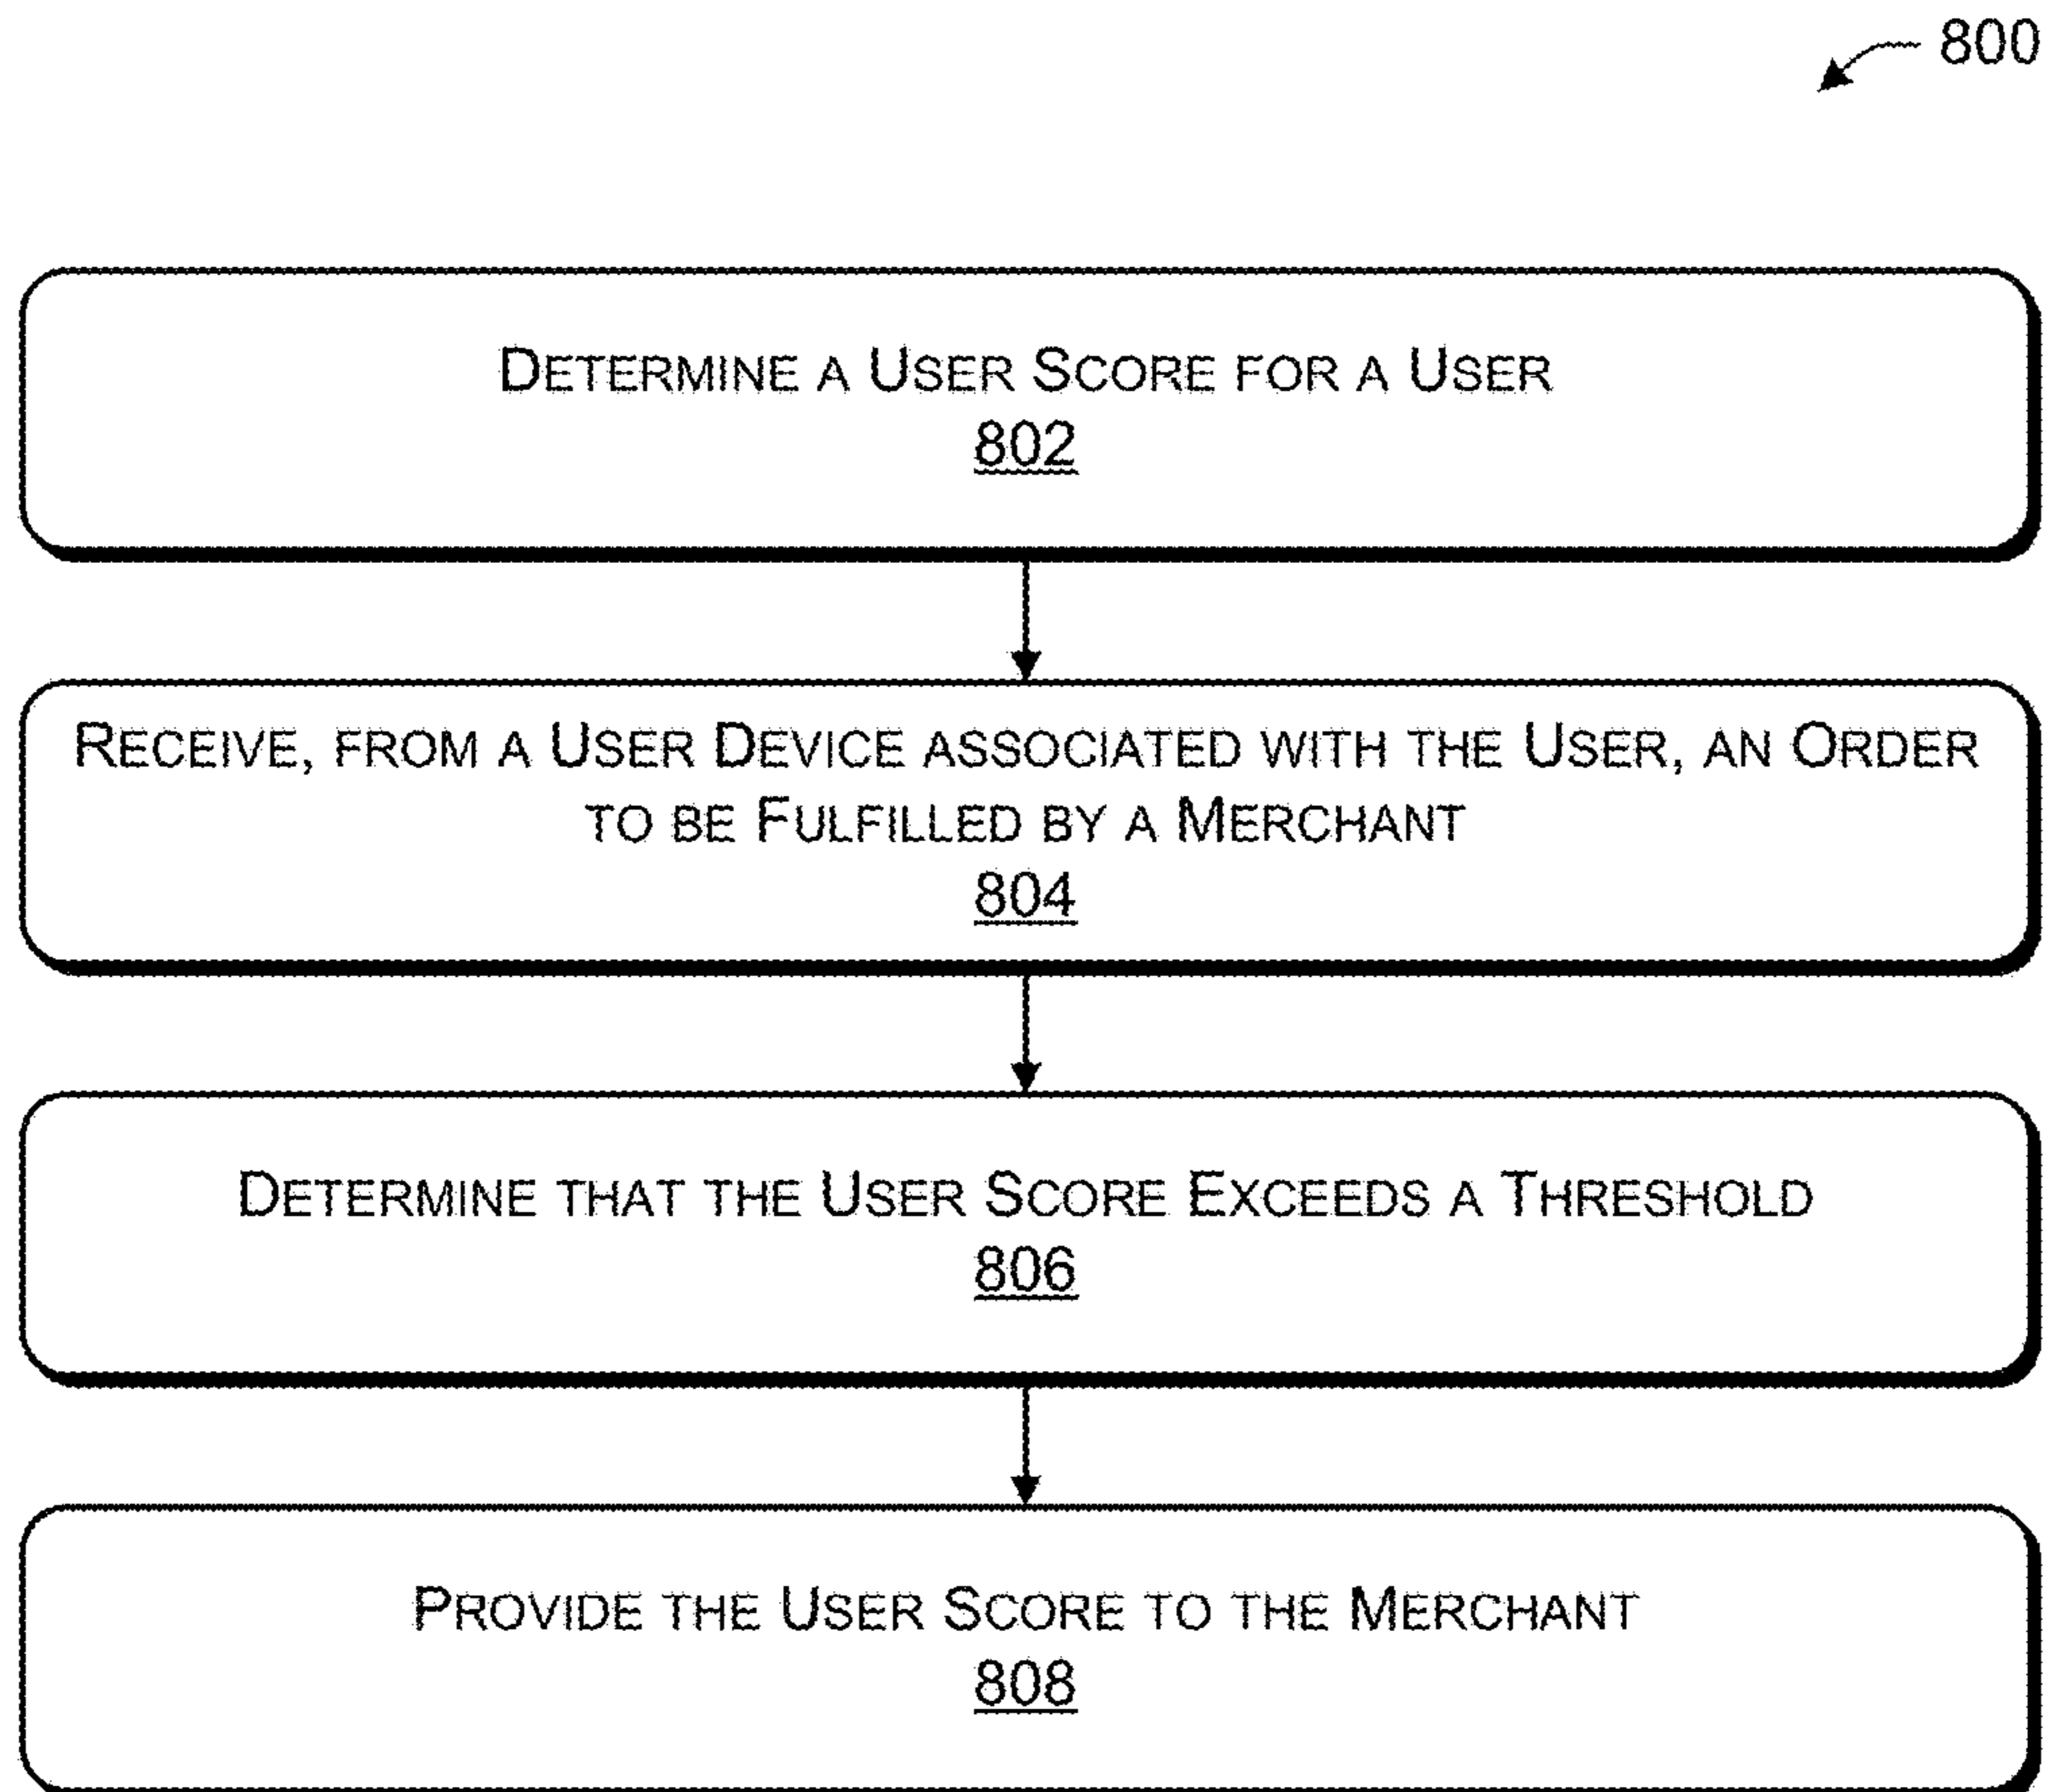 800
DETERMINE A USER SCORE FOR A USER
802
RECEIVE, FROM A USER DEVICE ASSOCIATED WITH THE USER, AN ORDER
TO BE FULFILLED BY A MERCHANT
804
DETERMINE THAT THE USER SCORE EXCEEDS A THRESHOLD
806
PROVIDE THE USER SCORE TO THE MERCHANT
808